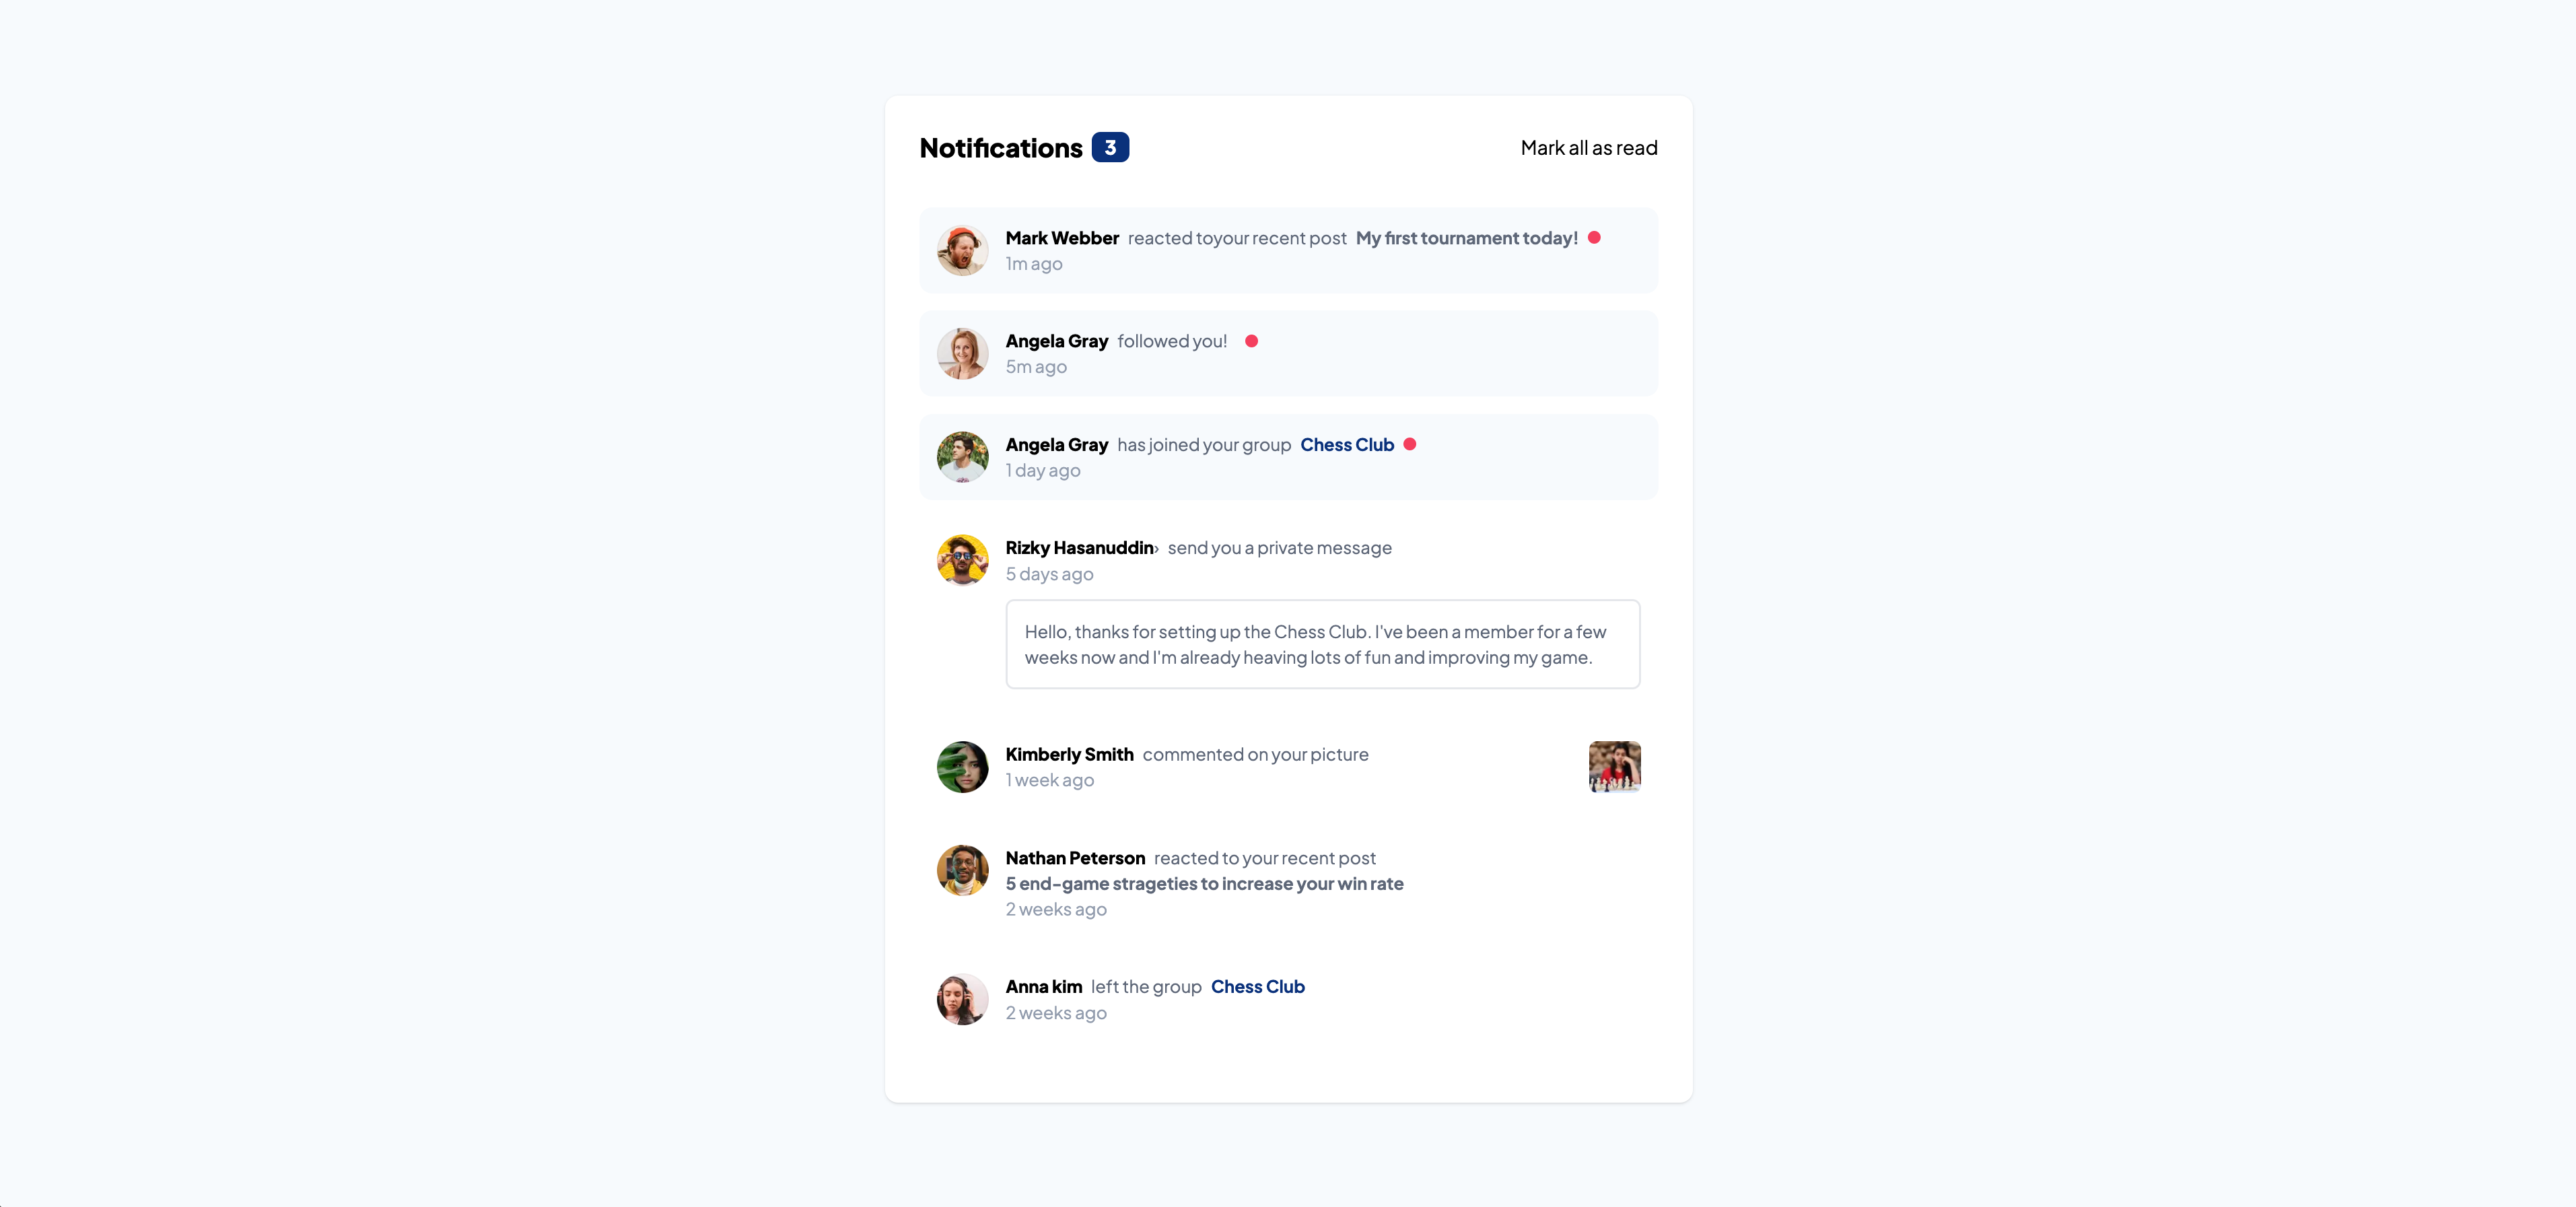 Notifications 3 Mark all as read
Mark Webber reacted toyour recent post My first tournament today!
1m ago
Angela Gray followed you!
5m ago
Angela Gray has joined your group Chess Club
1 day ago
Rizky Hasanuddin› send you a private message
5 days ago
Hello, thanks for setting up the Chess Club. I've been a member for a few
weeks now and I'm already heaving lots of fun and improving my game.
Kimberly Smith commented on your picture
1 week ago
Nathan Peterson reacted to your recent post
5 end-game strageties to increase your win rate
2 weeks ago
Anna kim left the group Chess Club
2 weeks ago